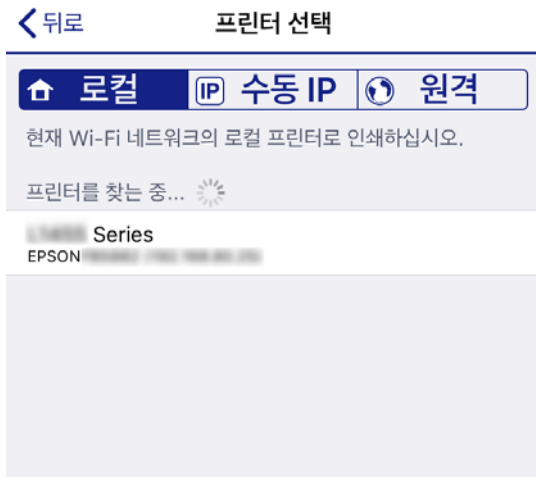 뒤로 프린터 선택
로컬 IP 수동 IP 원격
현재 Wi-Fi 네트워크의 로컬 프린터로 인쇄하십시오.
프린터를 찾는 중...
Series
EPSON